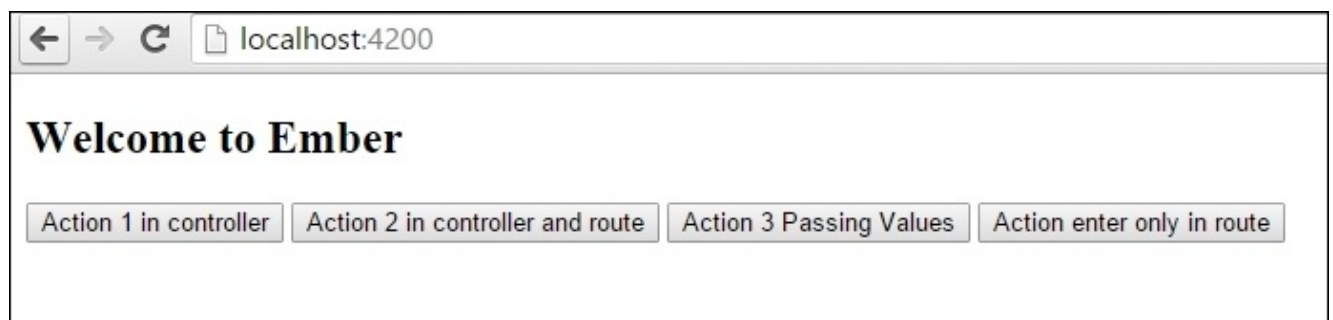 localhost:4200
Welcome to Ember
Action 1 in controller Action 2 in controller and route Action 3 Passing Values Action enter only in route